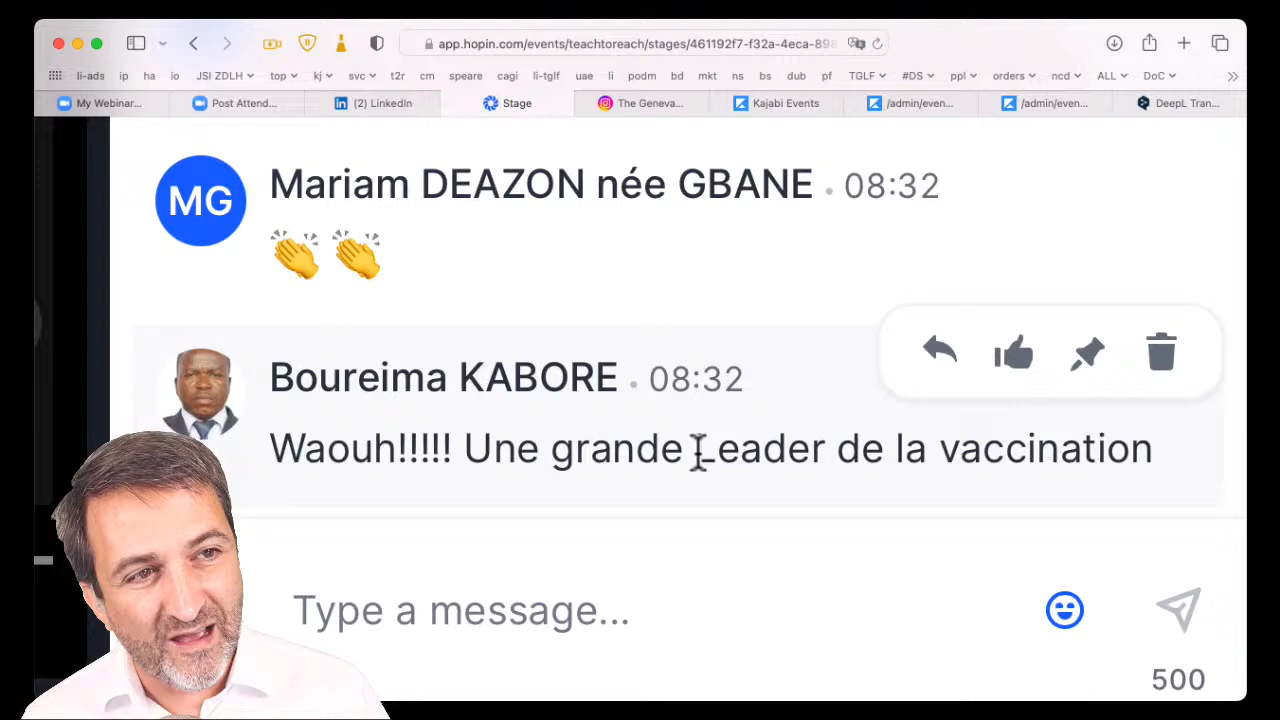 app.hopin.com/events/teachtoreach/stages/461192f7-f32a-4eca-898
li-ads ip ha io JSI ZDLH top kj svc t2r cm speare cagi li-tglf uae li podm bd mkt ns bs dub pf TGLF #DS ppl orders ncd ALL DoC
My Webinar... Post Attend... (2) LinkedIn Stage The Geneva... Kajabi Events /admin/even... /admin/even... DeepL Tran...
MG Mariam DEAZON née GBANE • 08:32
Boureima KABORE • 08:32
Waouh!!!!! Une grande Leader de la vaccination
Type a message...
500